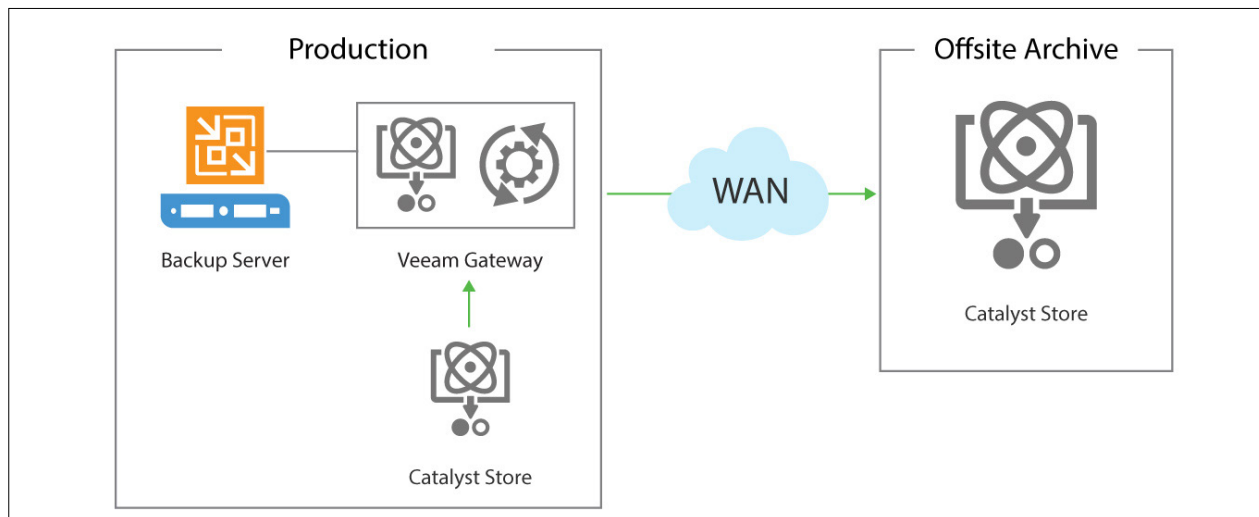 Production
Offsite Archive
WAN
Backup Server
Veeam Gateway
Catalyst Store
Catalyst Store